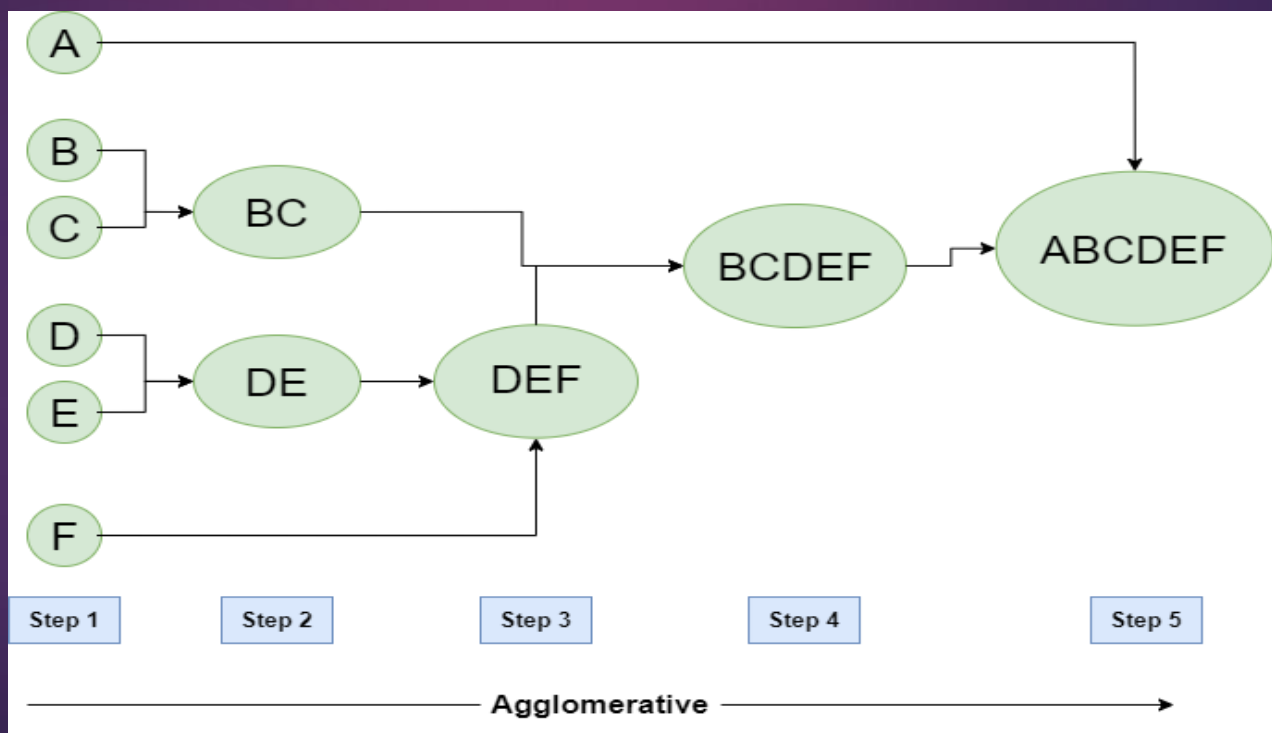 A
B
C
BC
D
E
DE
DEF
BCDEF
ABCDEF
F
Step 1
Step 2
Step 3
Step 4
Step 5
Agglomerative